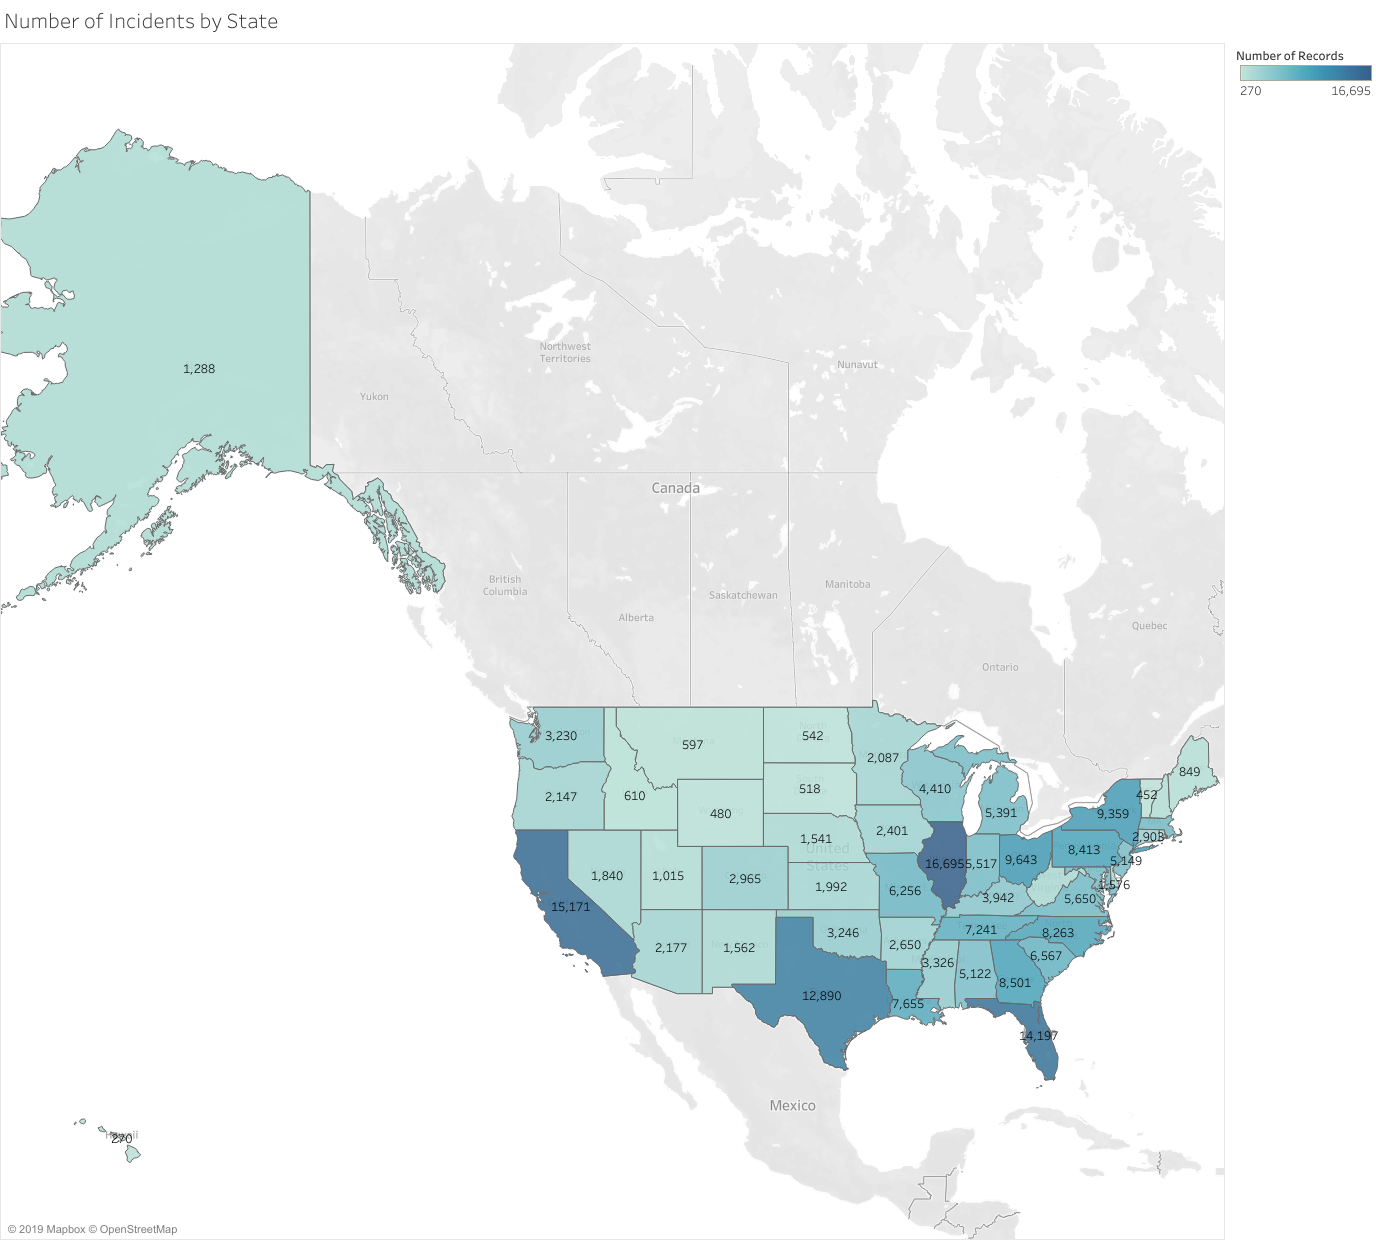 Number of Incidents by State
Number of Records
270 16,695
1,288
Northwest
Territories
Nunavut
Yukon
Canada
British
Columbia
Alberta
Saskatchewan
Manitoba
Ontario
Quebec
3,230
597
542
2,087
849
2,147
610
480
518
4,410
5,391
452
9,359
1,541
2,401
2,903
United
States
16,695
5,517
9,643
8,413
5,149
1,840
1,015
2,965
1,992
6,256
3,942
5,650
1,576
15,171
2,177
1,562
3,246
2,650
7,241
8,263
3,326
5,122
6,567
8,501
12,890
7,655
14,197
Mexico
270
© 2019 Mapbox © OpenStreetMap